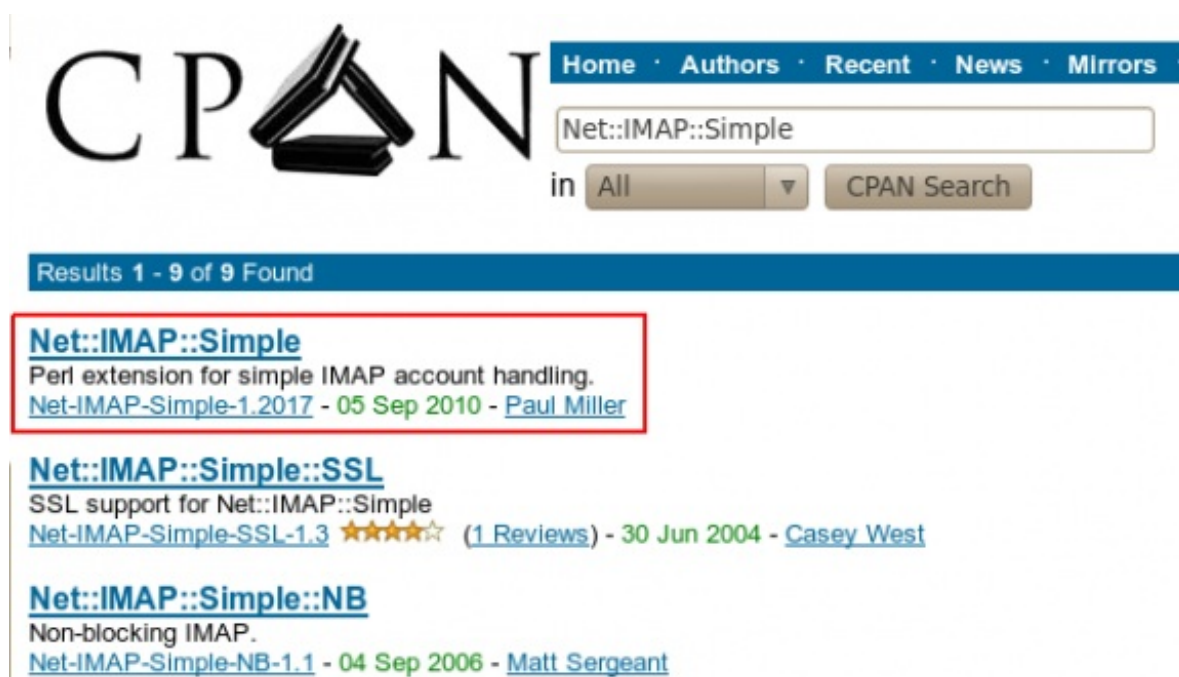 CPAN
Home · Authors · Recent · News · Mirrors ·
Net::IMAP::Simple
in All CPAN Search
Results 1 - 9 of 9 Found
Net::IMAP::Simple
Perl extension for simple IMAP account handling.
Net-IMAP-Simple-1.2017 - 05 Sep 2010 - Paul Miller
Net::IMAP::Simple::SSL
SSL support for Net::IMAP::Simple
Net-IMAP-Simple-SSL-1.3 (1 Reviews) - 30 Jun 2004 - Casey West
Net::IMAP::Simple::NB
Non-blocking IMAP.
Net-IMAP-Simple-NB-1.1 - 04 Sep 2006 - Matt Sergeant